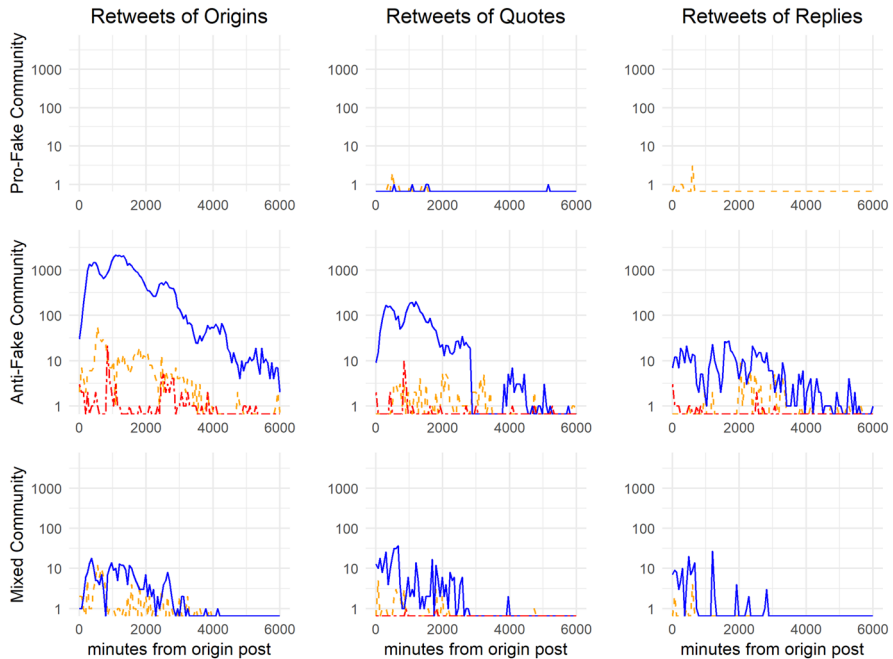 Retweets of Origins Retweets of Quotes Retweets of Replies
Pro-Fake Community
1000 1000 1000
100 100 100
10 10 10
1 1 1
0 2000 4000 6000 0 2000 4000 6000 0 2000 4000 6000
Anti-Fake Community
1000 1000 1000
100 100 100
10 10 10
1 1 1
0 2000 4000 6000 0 2000 4000 6000 0 2000 4000 6000
Mixed Community
1000 1000 1000
100 100 100
10 10 10
1 1 1
0 2000 4000 6000 0 2000 4000 6000 0 2000 4000 6000
minutes from origin post minutes from origin post minutes from origin post